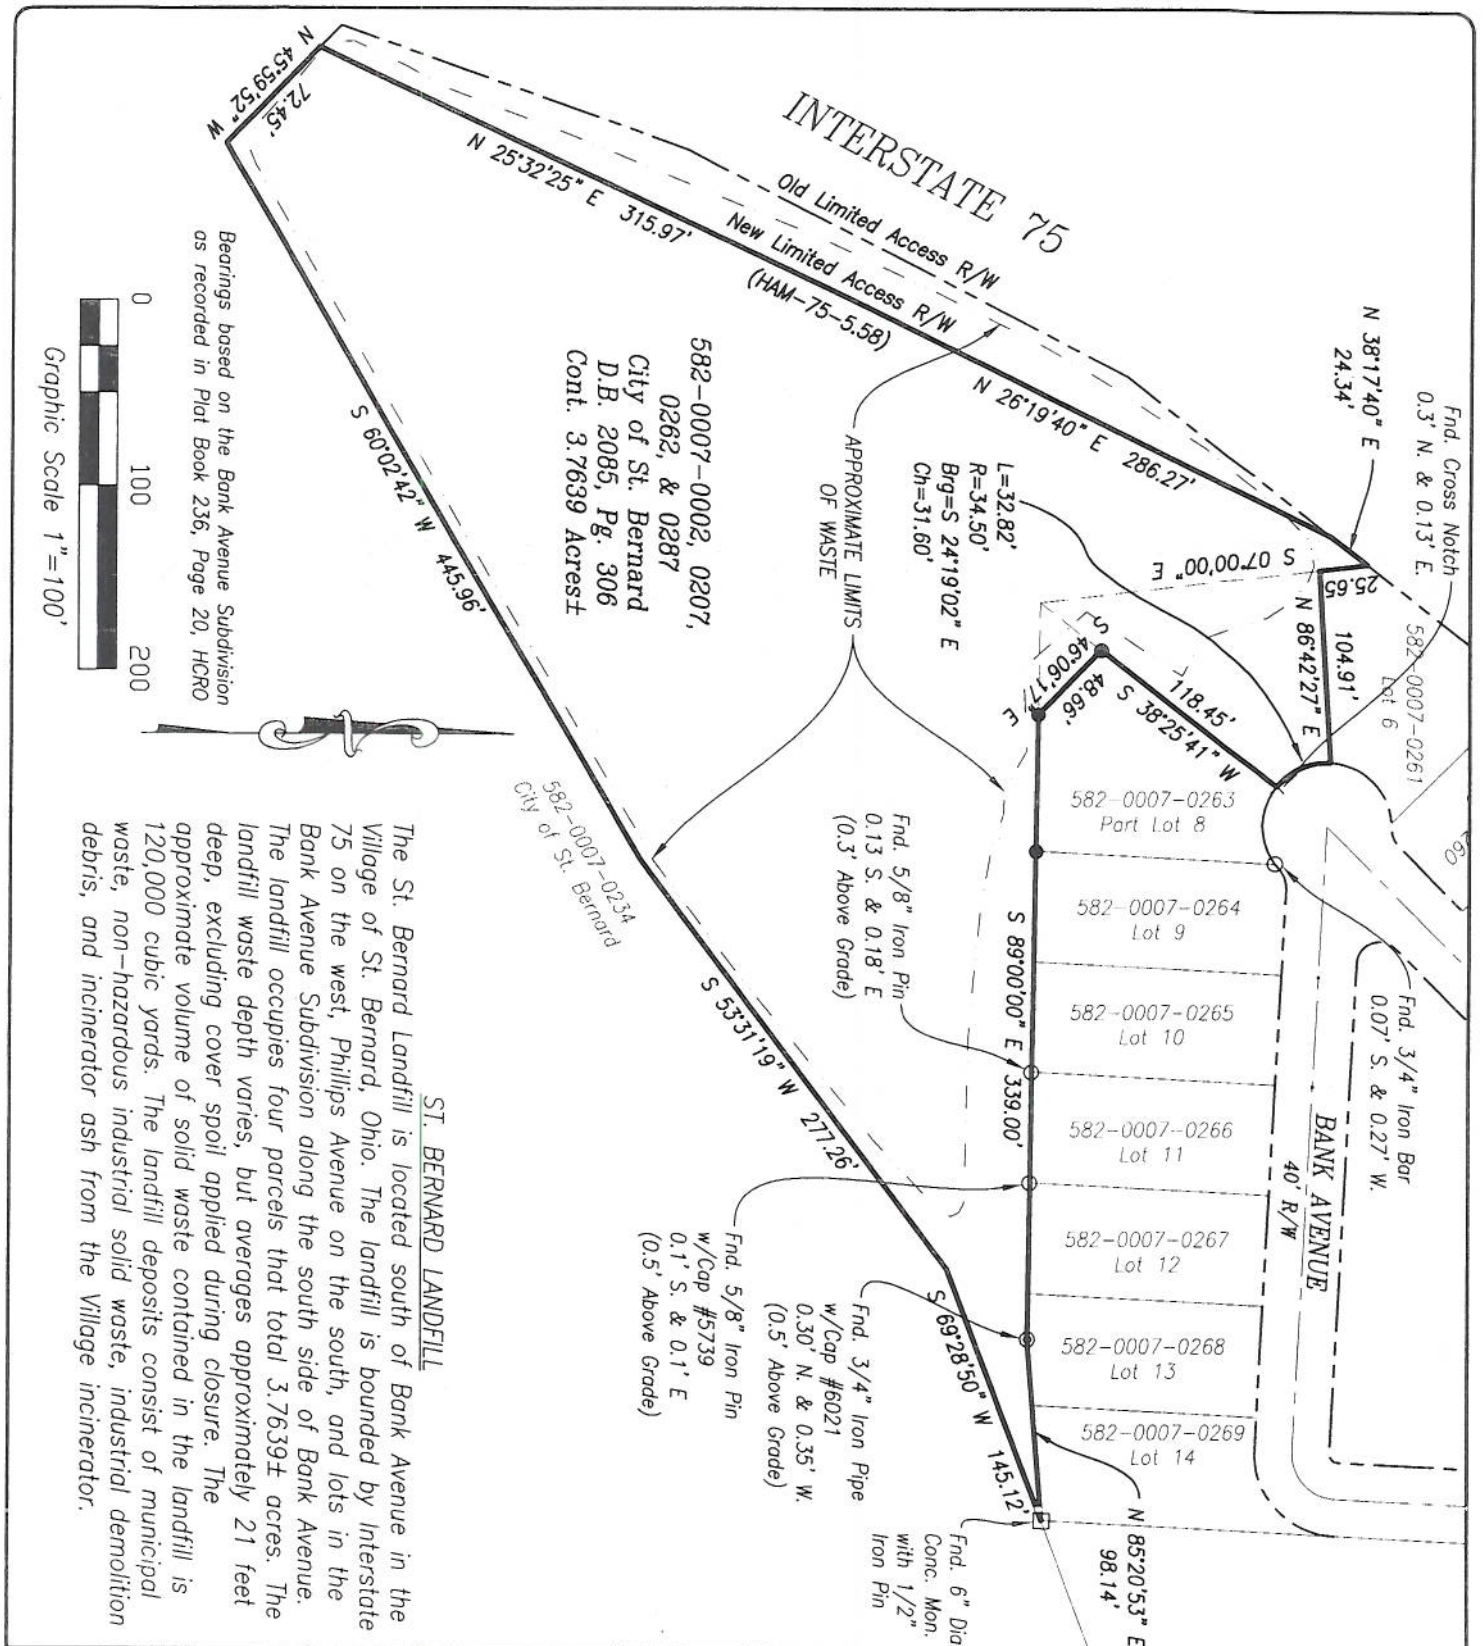 INTERSTATE 75
Old Limited Access R/W
New Limited Access R/W
(HAM-75-5.58)
N 45°59'52" W
72.45'
N 25°32'25" E 315.97'
N 26°19'40" E 286.27'
N 38°17'40" E
24.34'
Fnd. Cross Notch
0.3' N. & 0.13' E.
S 07°00'00" E
25.65
N 86°42'27" E
104.91'
582-0007-0261
Lot 6
260
L=32.82'
R=34.50'
Brg=S 24°19'02" E
Ch=31.60'
APPROXIMATE LIMITS
OF WASTE
118.45'
S 38°25'41" W
S 46°06'17" E
48.66'
582-0007-0002, 0207,
0262, & 0287
City of St. Bernard
D.B. 2085, Pg. 306
Cont. 3.7639 Acres±
582-0007-0263
Part Lot 8
582-0007-0264
Lot 9
582-0007-0265
Lot 10
582-0007-0266
Lot 11
582-0007-0267
Lot 12
582-0007-0268
Lot 13
582-0007-0269
Lot 14
BANK AVENUE
40' R/W
Fnd. 3/4" Iron Bar
0.07' S. & 0.27' W.
Fnd. 5/8" Iron Pin
0.13 S. & 0.18' E
(0.3' Above Grade)
S 89°00'00" E 339.00'
N 85°20'53" E
98.14'
Fnd. 6" Dia
Conc. Mon.
with 1/2"
Iron Pin
Fnd. 3/4" Iron Pipe
w/Cap #6021
0.30' N. & 0.35' W.
(0.5' Above Grade)
Fnd. 5/8" Iron Pin
w/Cap #5739
0.1' S. & 0.1' E
(0.5' Above Grade)
S 60°02'42" W 445.96'
S 53°31'19" W 277.26'
S 69°28'50" W 145.12'
582-0007-0234
City of St. Bernard
Bearings based on the Bank Avenue Subdivision
as recorded in Plat Book 236, Page 20, HCRO
0 100 200
Graphic Scale 1"=100'
ST. BERNARD LANDFILL
The St. Bernard Landfill is located south of Bank Avenue in the
Village of St. Bernard, Ohio. The landfill is bounded by Interstate
75 on the west, Phillips Avenue on the south, and lots in the
Bank Avenue Subdivision along the south side of Bank Avenue.
The landfill occupies four parcels that total 3.7639± acres. The
landfill waste depth varies, but averages approximately 21 feet
deep, excluding cover spoil applied during closure. The
approximate volume of solid waste contained in the landfill is
120,000 cubic yards. The landfill deposits consist of municipal
waste, non-hazardous industrial solid waste, industrial demolition
debris, and incinerator ash from the Village incinerator.